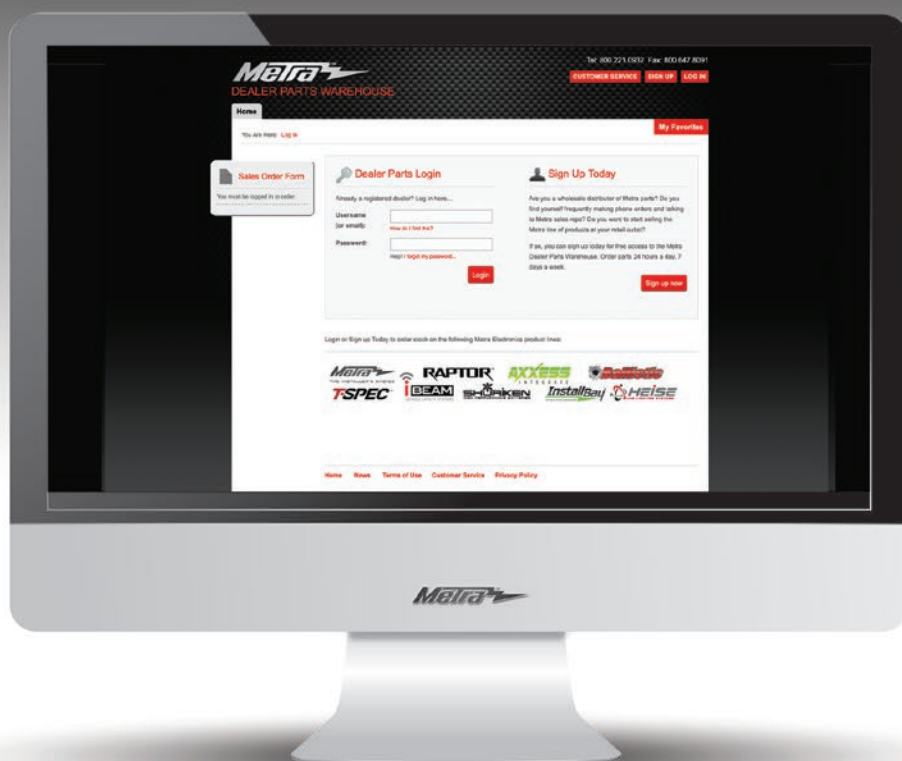 Metra
DEALER PARTS WAREHOUSE
Tel: 800.221.0932 Fax: 800.647.8091
CUSTOMER SERVICE SIGN UP LOG IN
Home
My Favorites
You Are Here: Log In
Sales Order Form
You must be logged in to order.
Dealer Parts Login
Already a registered dealer? Log in here...
Username
(or email):
How do I find this?
Password:
Help! I forgot my password...
Login
Sign Up Today
Are you a wholesale distributor of Metra parts? Do you
find yourself frequently making phone orders and talking
to Metra sales reps? Do you want to start selling the
Metra line of products at your retail outlet?
If so, you can sign up today for free access to the Metra
Dealer Parts Warehouse. Order parts 24 hours a day, 7
days a week.
Sign up now
Login or Sign up Today to order stock on the following Metra Electronics product lines:
Metra RAPTOR AXXESS Ballistic
THE INSTALLER'S CHOICE INTEGRATE
T-SPEC iBEAM SHURIKEN InstallBay HEISE
Home News Terms of Use Customer Service Privacy Policy
Metra